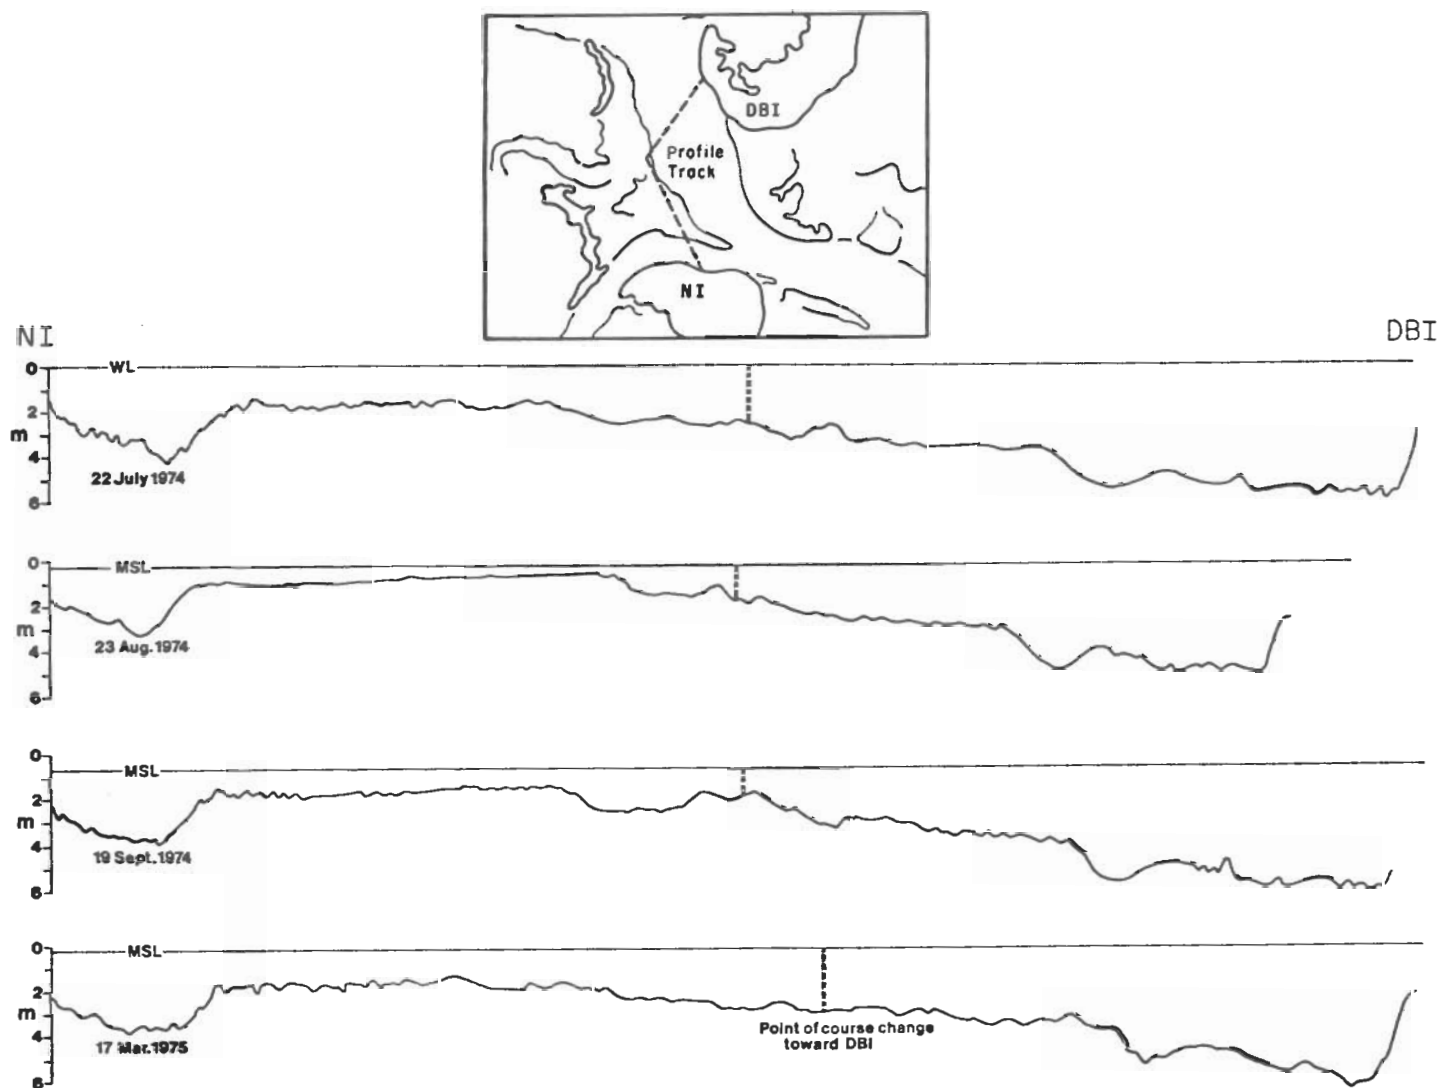 DBI
Profile
Track
NI
NI
DBI
0
WL
2
m
4
22 July 1974
6
0
MSL
2
m
23 Aug. 1974
4
6
0
MSL
2
m
4
19 Sept. 1974
6
0
MSL
2
m
Point of course change
toward DBI
4
17 Mar. 1975
6